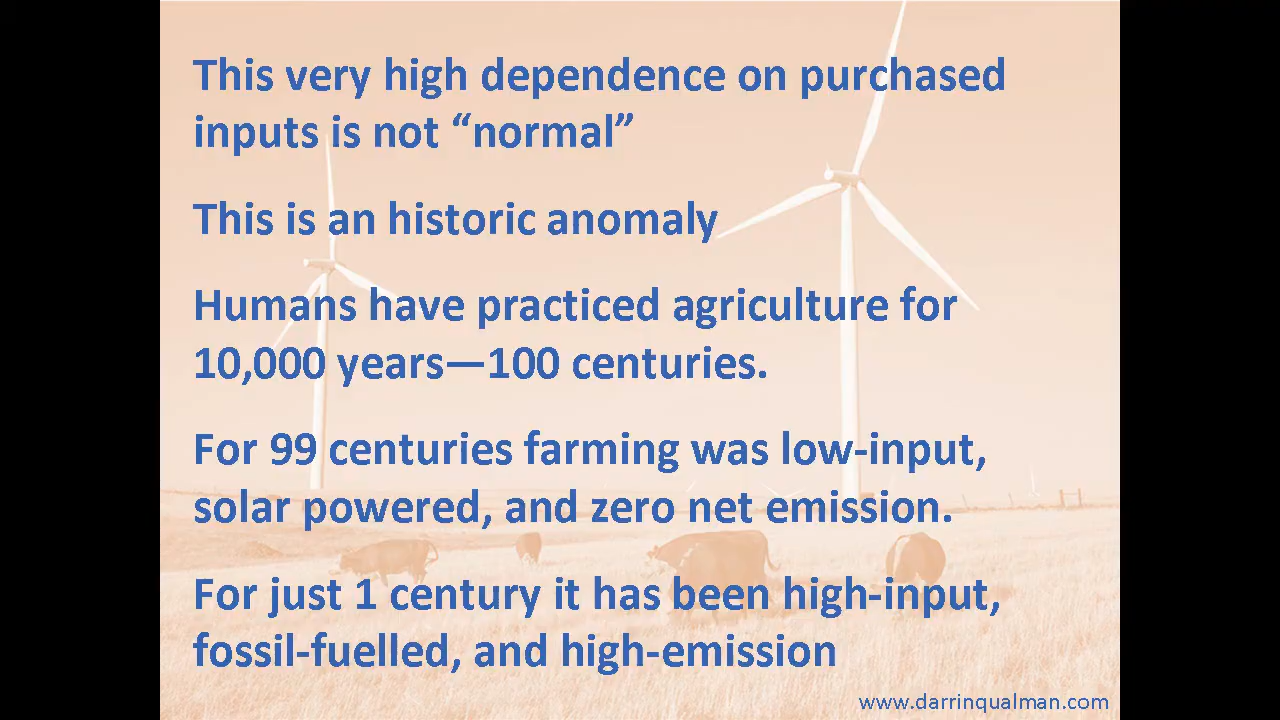 This very high dependence on purchased
inputs is not “normal”
This is an historic anomaly
Humans have practiced agriculture for
10,000 years—100 centuries.
For 99 centuries farming was low-input,
solar powered, and zero net emission.
For just 1 century it has been high-input,
fossil-fuelled, and high-emission
www.darrinqualman.com